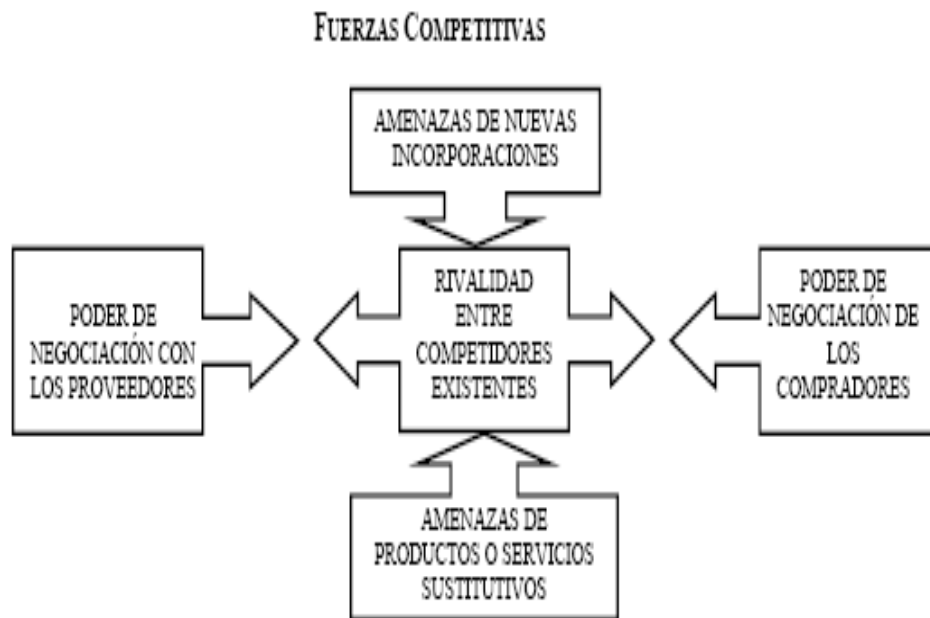 FUERZAS COMPETITIVAS
AMENAZAS DE NUEVAS
INCORPORACIONES
PODER DE
NEGOCIACIÓN CON
LOS PROVEEDORES
RIVALIDAD
ENTRE
COMPETIDORES
EXISTENTES
PODER DE
NEGOCIACIÓN DE
LOS
COMPRADORES
AMENAZAS DE
PRODUCTOS O SERVICIOS
SUSTITUTIVOS